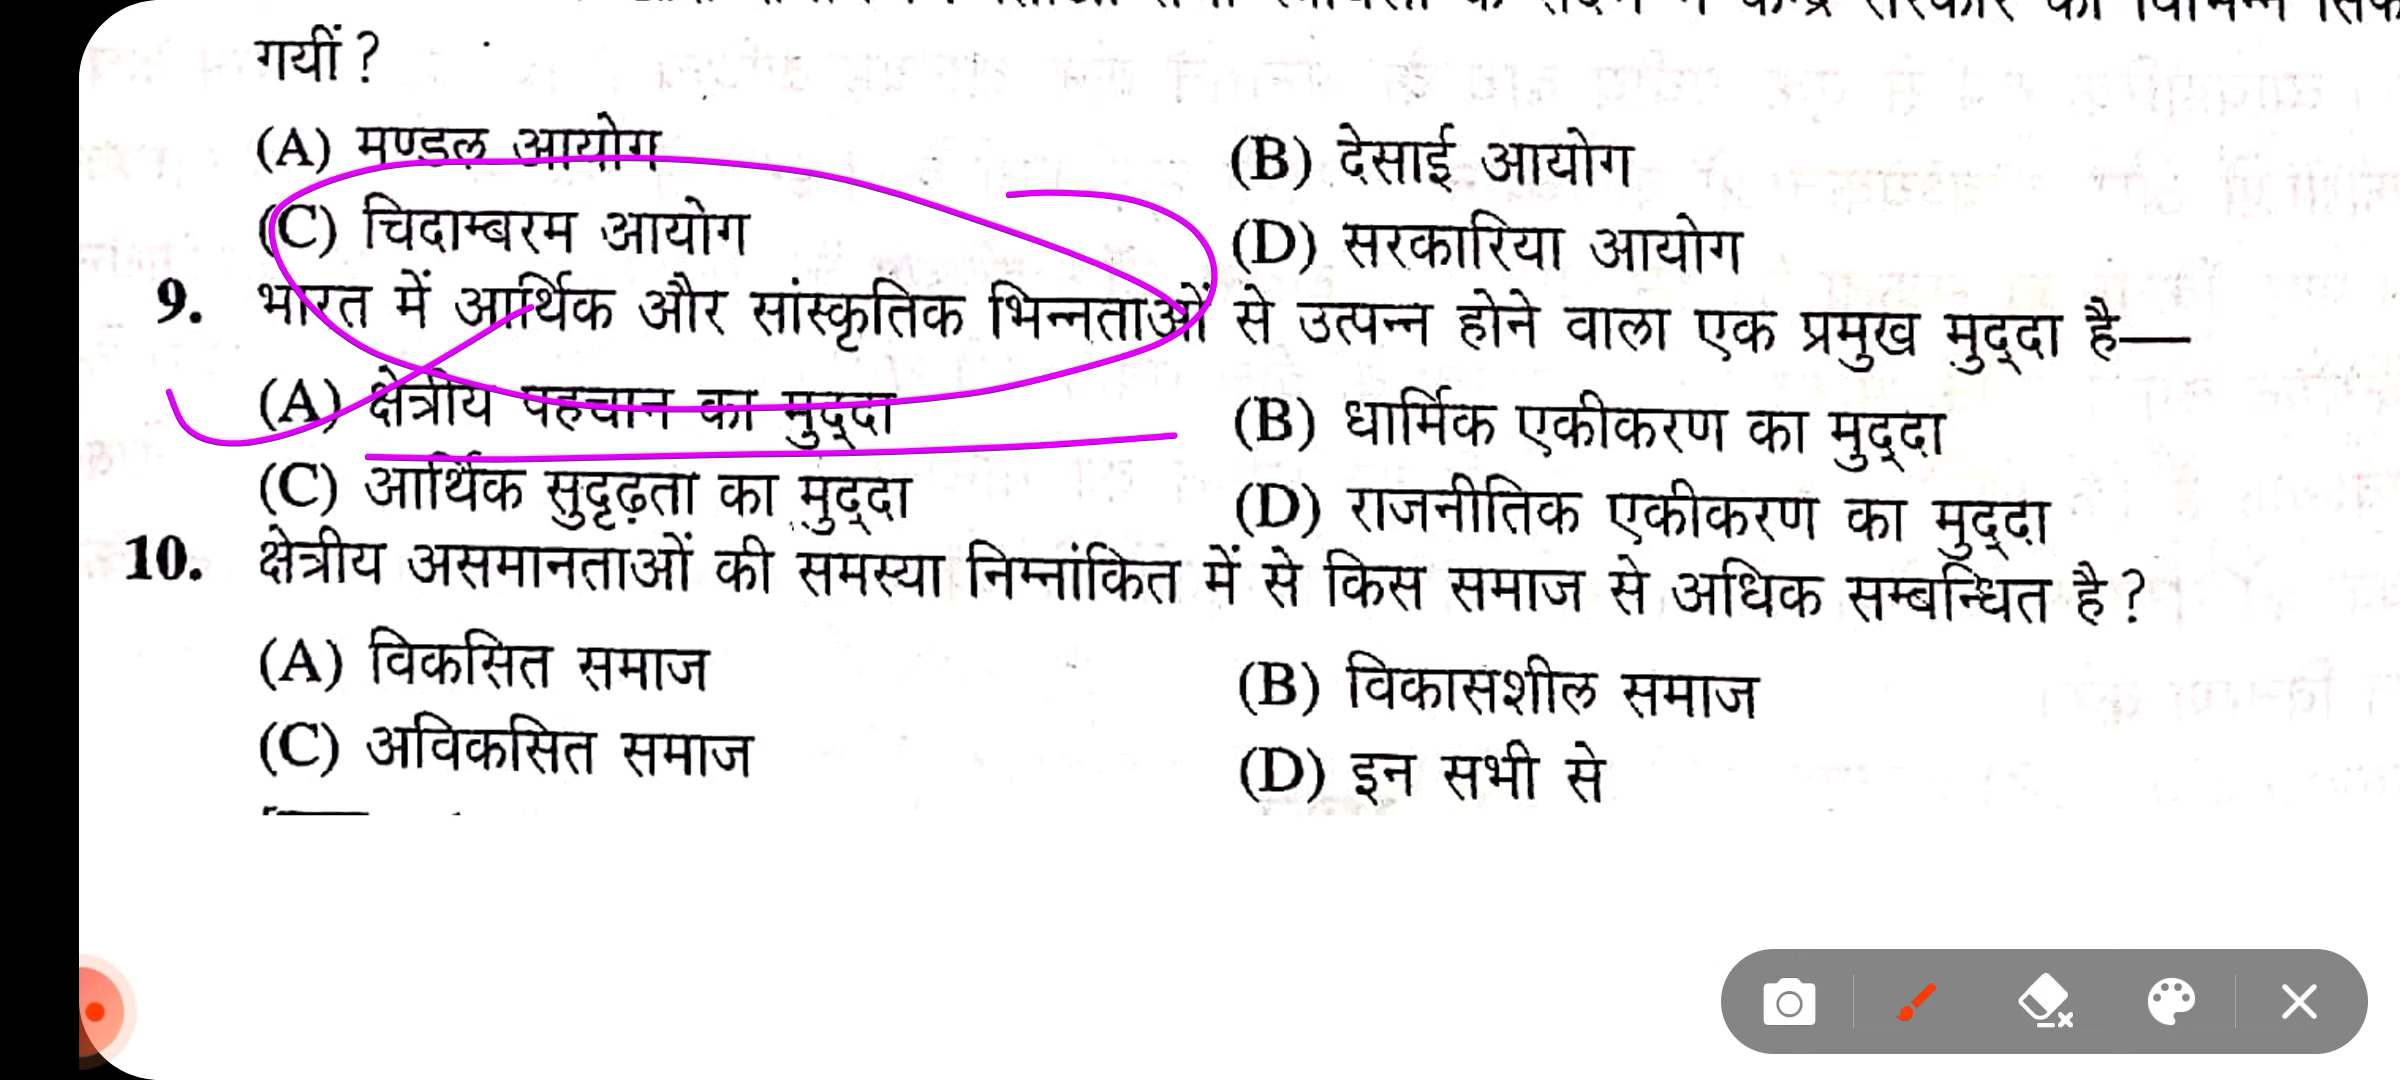 गयीं ?
(A) मण्डल आयोग (B) देसाई आयोग
(C) चिदाम्बरम आयोग (D) सरकारिया आयोग
9. भारत में आर्थिक और सांस्कृतिक भिन्नताओं से उत्पन्न होने वाला एक प्रमुख मुद्दा है—
(A) क्षेत्रीय पहचान का मुद्दा (B) धार्मिक एकीकरण का मुद्दा
(C) आर्थिक सुदृढ़ता का मुद्दा (D) राजनीतिक एकीकरण का मुद्दा
10. क्षेत्रीय असमानताओं की समस्या निम्नांकित में से किस समाज से अधिक सम्बन्धित है ?
(A) विकसित समाज (B) विकासशील समाज
(C) अविकसित समाज (D) इन सभी से